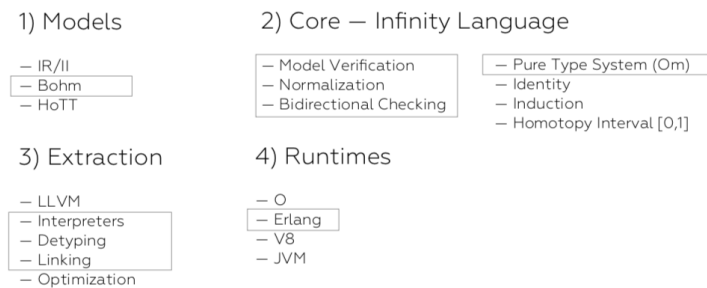 1) Models
— IR/II
— Bohm
— HoTT
2) Core — Infinity Language
— Model Verification
— Normalization
— Bidirectional Checking
— Pure Type System (Om)
— Identity
— Induction
— Homotopy Interval [0,1]
3) Extraction
— LLVM
— Interpreters
— Detyping
— Linking
— Optimization
4) Runtimes
— O
— Erlang
— V8
— JVM